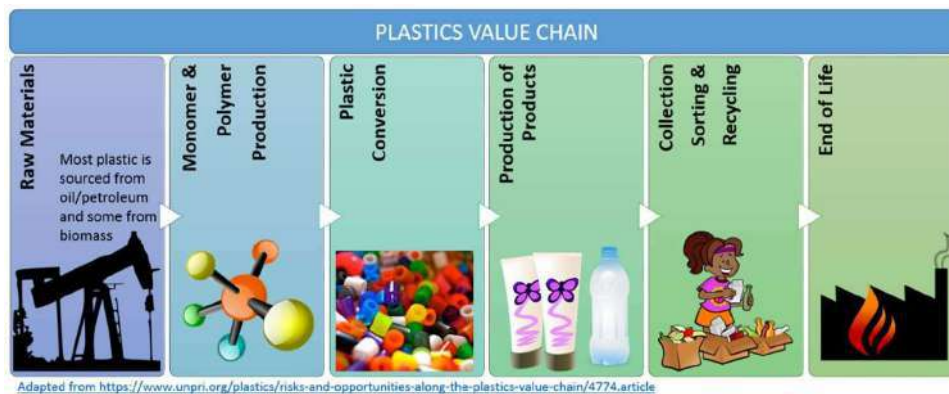 PLASTICS VALUE CHAIN
Raw Materials
Most plastic is
sourced from
oil/petroleum
and some from
biomass
Monomer &
Polymer
Production
Plastic
Conversion
Production of
Products
Collection
Sorting &
Recycling
End of Life
Adapted from https://www.unpri.org/plastics/risks-and-opportunities-along-the-plastics-value-chain/4774.article